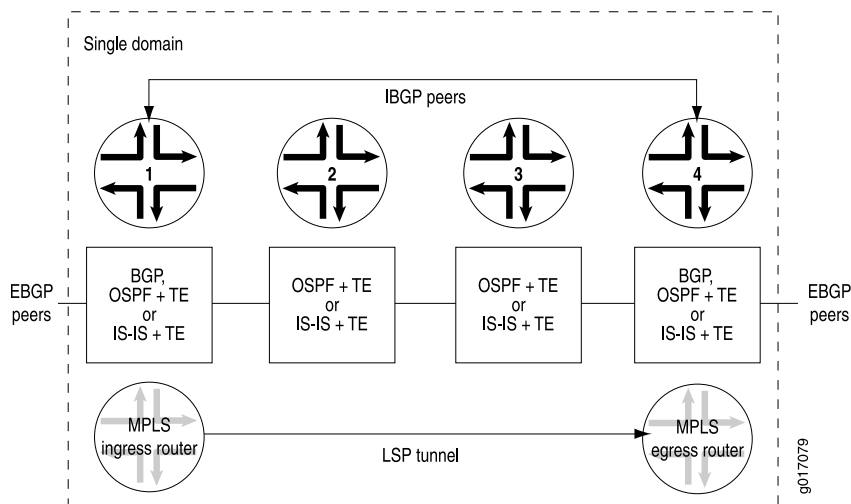 Single domain
IBGP peers
1
2
3
4
EBGP
peers
BGP,
OSPF + TE
or
IS-IS + TE
OSPF + TE
or
IS-IS + TE
OSPF + TE
or
IS-IS + TE
BGP,
OSPF + TE
or
IS-IS + TE
EBGP
peers
MPLS
ingress router
LSP tunnel
MPLS
egress router
g017079